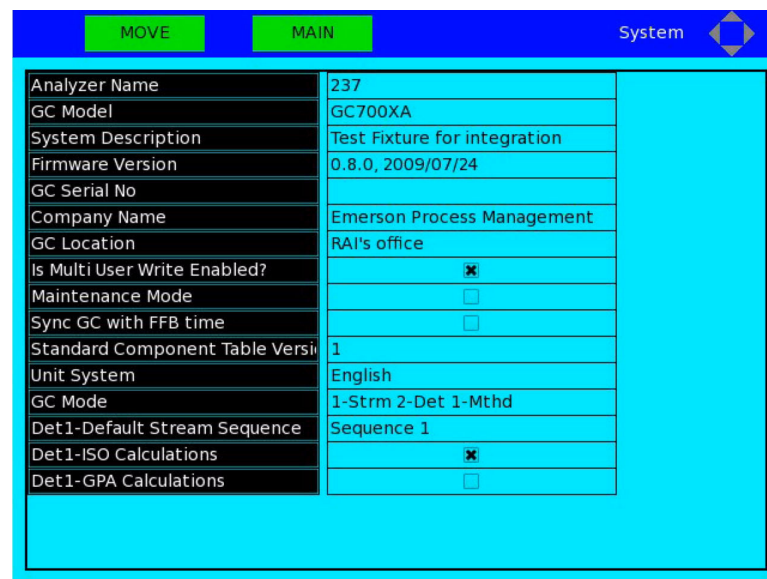 MOVE MAIN System
Analyzer Name 237
GC Model GC700XA
System Description Test Fixture for integration
Firmware Version 0.8.0, 2009/07/24
GC Serial No
Company Name Emerson Process Management
GC Location RAI's office
Is Multi User Write Enabled?
Maintenance Mode
Sync GC with FFB time
Standard Component Table Versi 1
Unit System English
GC Mode 1-Strm 2-Det 1-Mthd
Det1-Default Stream Sequence Sequence 1
Det1-ISO Calculations
Det1-GPA Calculations